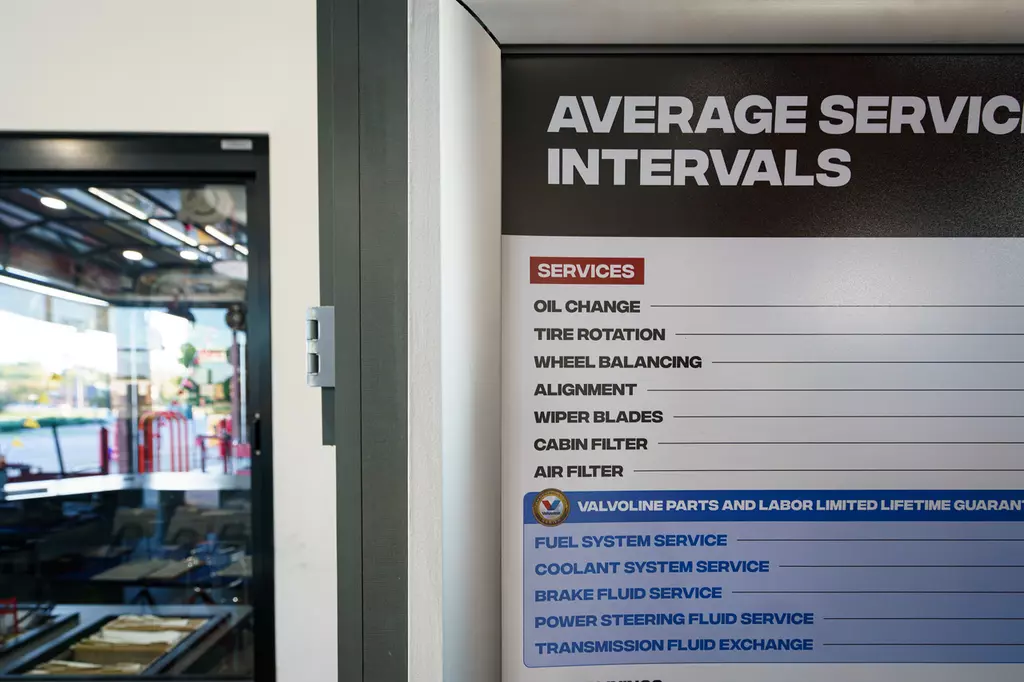 AVERAGE SERVIC
INTERVALS
SERVICES
OIL CHANGE
TIRE ROTATION
WHEEL BALANCING
ALIGNMENT
WIPER BLADES
CABIN FILTER
AIR FILTER
VALVOLINE PARTS AND LABOR LIMITED LIFETIME GUARANT
FUEL SYSTEM SERVICE
COOLANT SYSTEM SERVICE
BRAKE FLUID SERVICE
POWER STEERING FLUID SERVICE
TRANSMISSION FLUID EXCHANGE